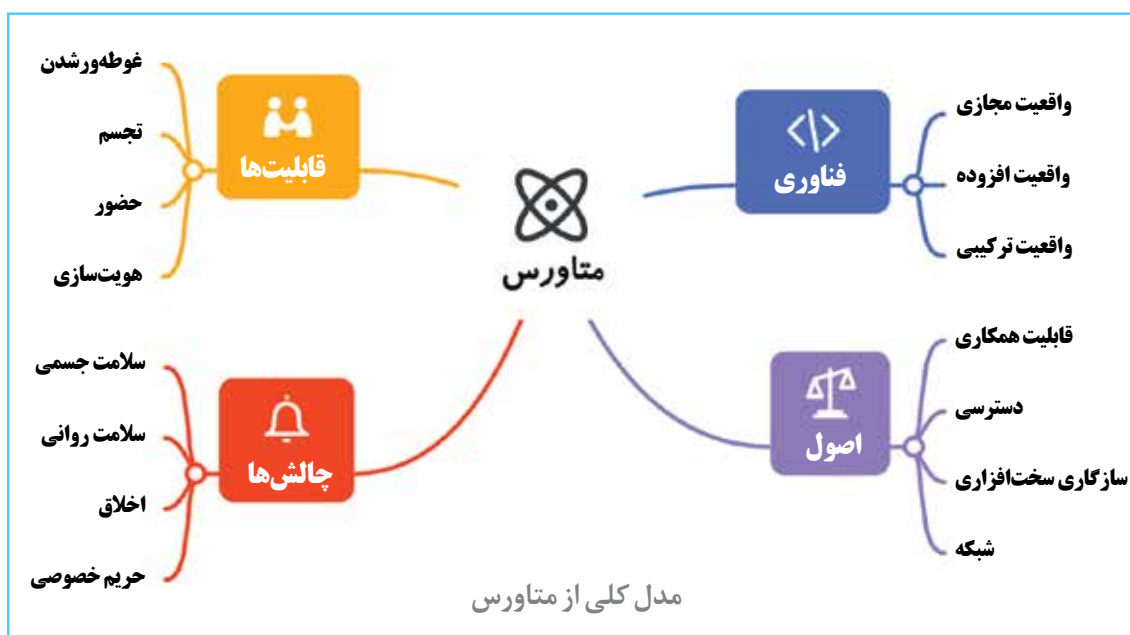 متاورس
فناوری
واقعیت مجازی
واقعیت افزوده
واقعیت ترکیبی
قابلیت‌ها
غوطه‌ورشدن
تجسم
حضور
هویت‌سازی
اصول
قابلیت همکاری
دسترسی
سازگاری سخت‌افزاری
شبکه
چالش‌ها
سلامت جسمی
سلامت روانی
اخلاق
حریم خصوصی
مدل کلی از متاورس